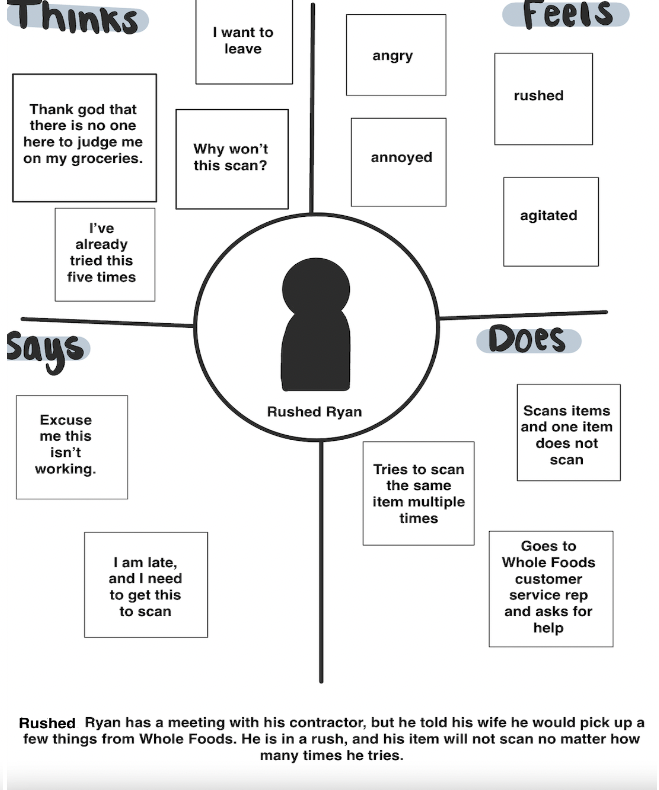 Thinks
I want to
leave
Thank god that
there is no one
here to judge me
on my groceries.
Why won't
this scan?
I've
already
tried this
five times
Feels
angry
rushed
annoyed
agitated
Rushed Ryan
Says
Excuse
me this
isn't
working.
I am late,
and I need
to get this
to scan
Does
Scans items
and one item
does not
scan
Tries to scan
the same
item multiple
times
Goes to
Whole Foods
customer
service rep
and asks for
help
Rushed Ryan has a meeting with his contractor, but he told his wife he would pick up a
few things from Whole Foods. He is in a rush, and his item will not scan no matter how
many times he tries.